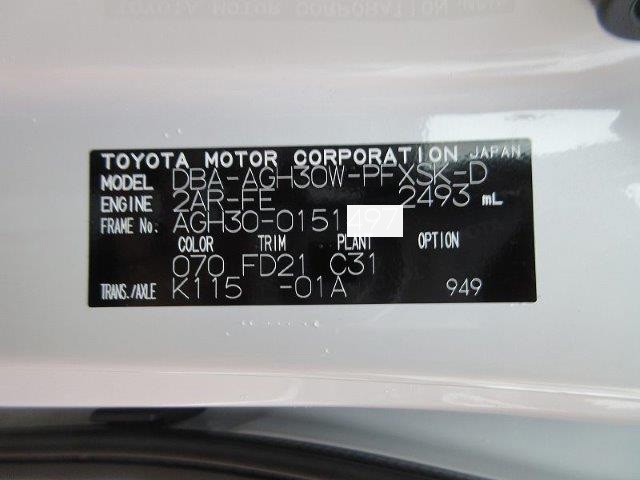 TOYOTA MOTOR CORPORATION JAPAN
MODEL DBA-AGH30W-PFXSK-D
ENGINE 2AR-FE 2493 mL
FRAME No. AGH30-0151
COLOR TRIM PLANT OPTION
070 FD21 C31
TRANS./AXLE K115 -01A 949